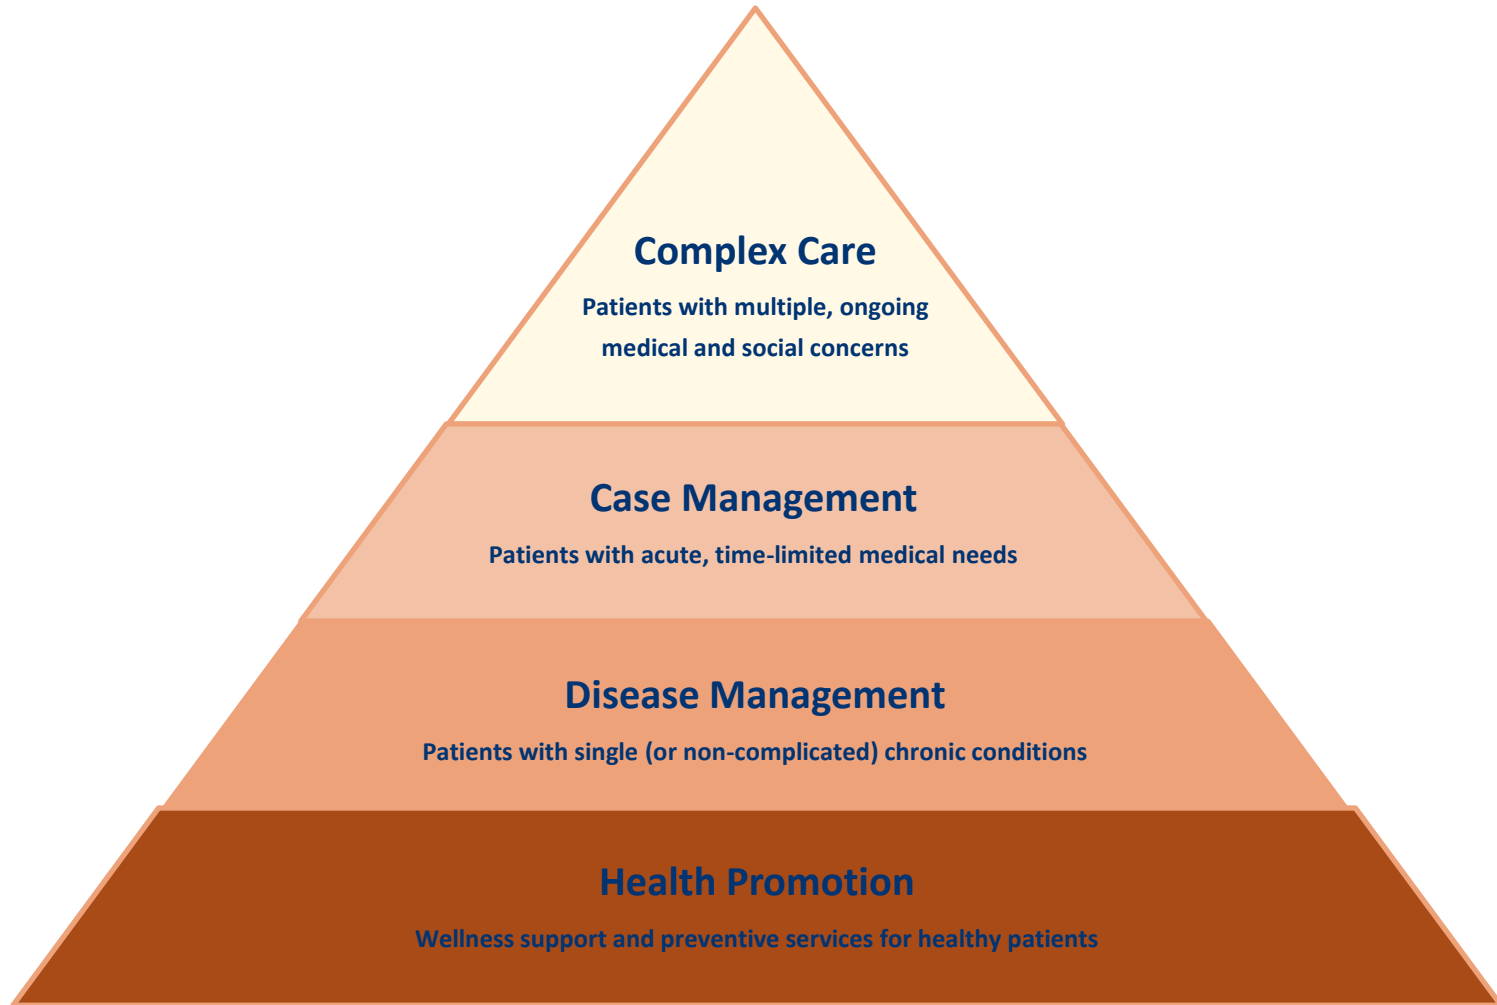 Complex Care
Patients with multiple, ongoing
medical and social concerns
Case Management
Patients with acute, time-limited medical needs
Disease Management
Patients with single (or non-complicated) chronic conditions
Health Promotion
Wellness support and preventive services for healthy patients